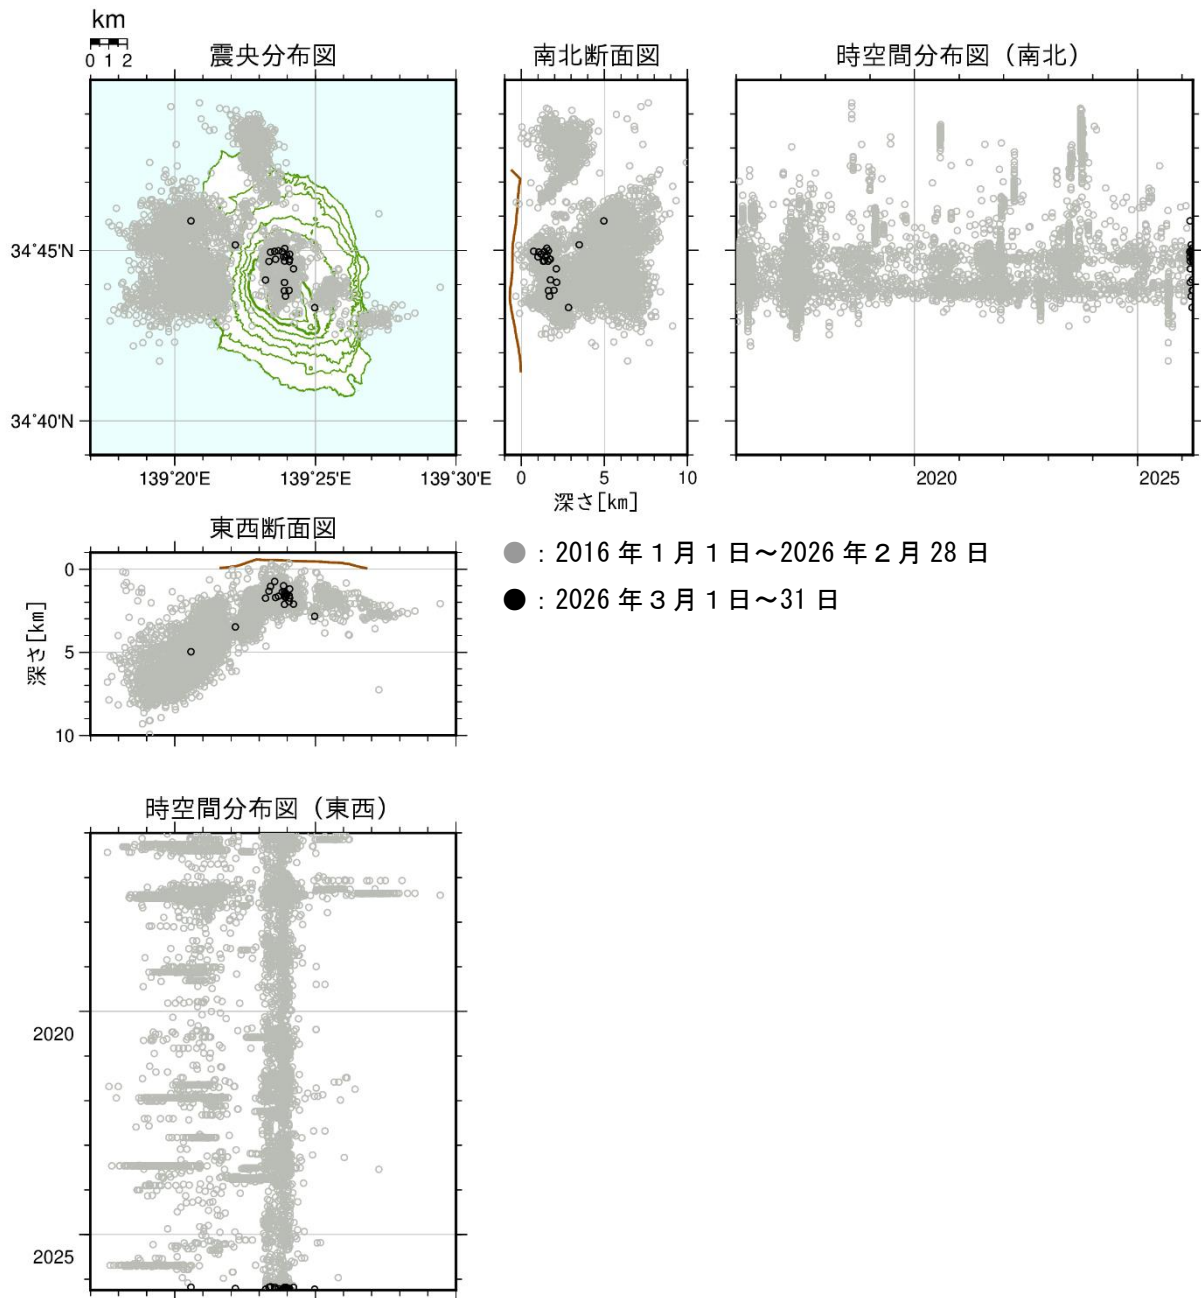 km
0 1 2
震央分布図
南北断面図
時空間分布図（南北）
34°45'N
34°40'N
139°20'E
139°25'E
139°30'E
0
5
10
深さ[km]
2020
2025
東西断面図
0
5
10
深さ[km]
● : 2016 年 1 月 1 日～2026 年 2 月 28 日
● : 2026 年 3 月 1 日～31 日
時空間分布図（東西）
2020
2025